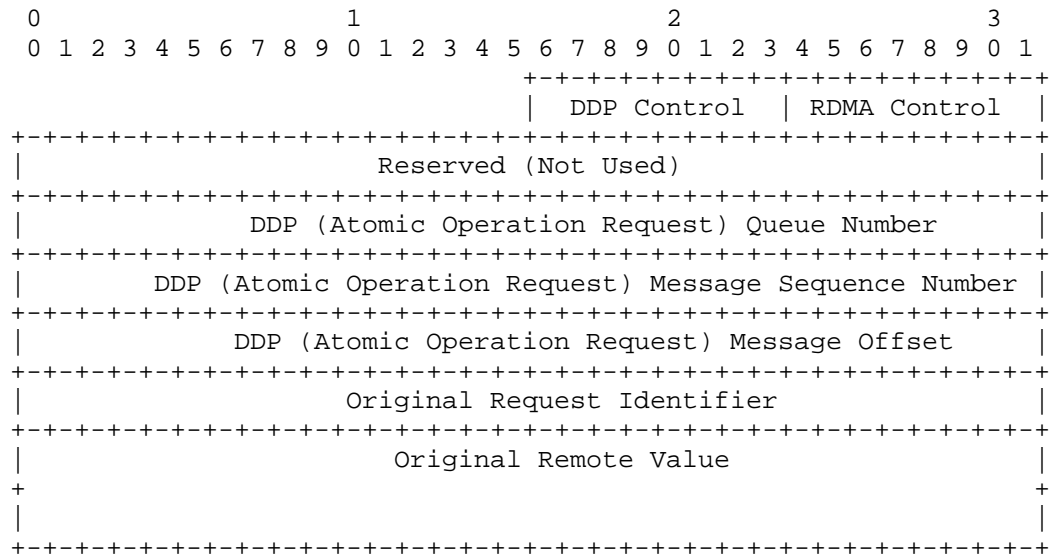 0                   1                   2                   3
 0 1 2 3 4 5 6 7 8 9 0 1 2 3 4 5 6 7 8 9 0 1 2 3 4 5 6 7 8 9 0 1
                                +-+-+-+-+-+-+-+-+-+-+-+-+-+-+-+-+
                                |  DDP Control  | RDMA Control  |
+-+-+-+-+-+-+-+-+-+-+-+-+-+-+-+-+-+-+-+-+-+-+-+-+-+-+-+-+-+-+-+-+
|                      Reserved (Not Used)                      |
+-+-+-+-+-+-+-+-+-+-+-+-+-+-+-+-+-+-+-+-+-+-+-+-+-+-+-+-+-+-+-+-+
|              DDP (Atomic Operation Request) Queue Number      |
+-+-+-+-+-+-+-+-+-+-+-+-+-+-+-+-+-+-+-+-+-+-+-+-+-+-+-+-+-+-+-+-+
|        DDP (Atomic Operation Request) Message Sequence Number |
+-+-+-+-+-+-+-+-+-+-+-+-+-+-+-+-+-+-+-+-+-+-+-+-+-+-+-+-+-+-+-+-+
|             DDP (Atomic Operation Request) Message Offset     |
+-+-+-+-+-+-+-+-+-+-+-+-+-+-+-+-+-+-+-+-+-+-+-+-+-+-+-+-+-+-+-+-+
|                    Original Request Identifier                |
+-+-+-+-+-+-+-+-+-+-+-+-+-+-+-+-+-+-+-+-+-+-+-+-+-+-+-+-+-+-+-+-+
|                       Original Remote Value                   |
+                                                               +
|                                                               |
+-+-+-+-+-+-+-+-+-+-+-+-+-+-+-+-+-+-+-+-+-+-+-+-+-+-+-+-+-+-+-+-+